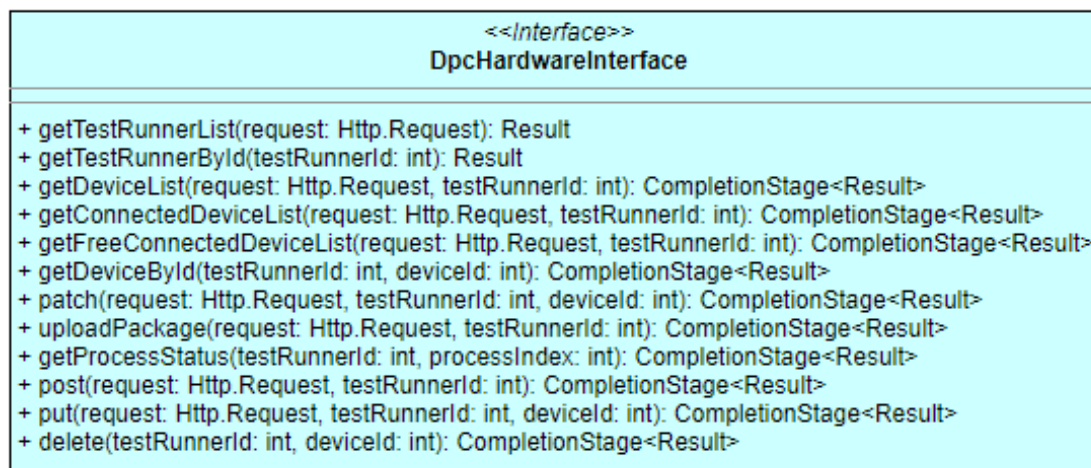 <<Interface>>
DpcHardwareInterface
+ getTestRunnerList(request: Http.Request): Result
+ getTestRunnerById(testRunnerId: int): Result
+ getDeviceList(request: Http.Request, testRunnerId: int): CompletionStage<Result>
+ getConnectedDeviceList(request: Http.Request, testRunnerId: int): CompletionStage<Result>
+ getFreeConnectedDeviceList(request: Http.Request, testRunnerId: int): CompletionStage<Result>
+ getDeviceById(testRunnerId: int, deviceId: int): CompletionStage<Result>
+ patch(request: Http.Request, testRunnerId: int, deviceId: int): CompletionStage<Result>
+ uploadPackage(request: Http.Request, testRunnerId: int): CompletionStage<Result>
+ getProcessStatus(testRunnerId: int, processIndex: int): CompletionStage<Result>
+ post(request: Http.Request, testRunnerId: int): CompletionStage<Result>
+ put(request: Http.Request, testRunnerId: int, deviceId: int): CompletionStage<Result>
+ delete(testRunnerId: int, deviceId: int): CompletionStage<Result>